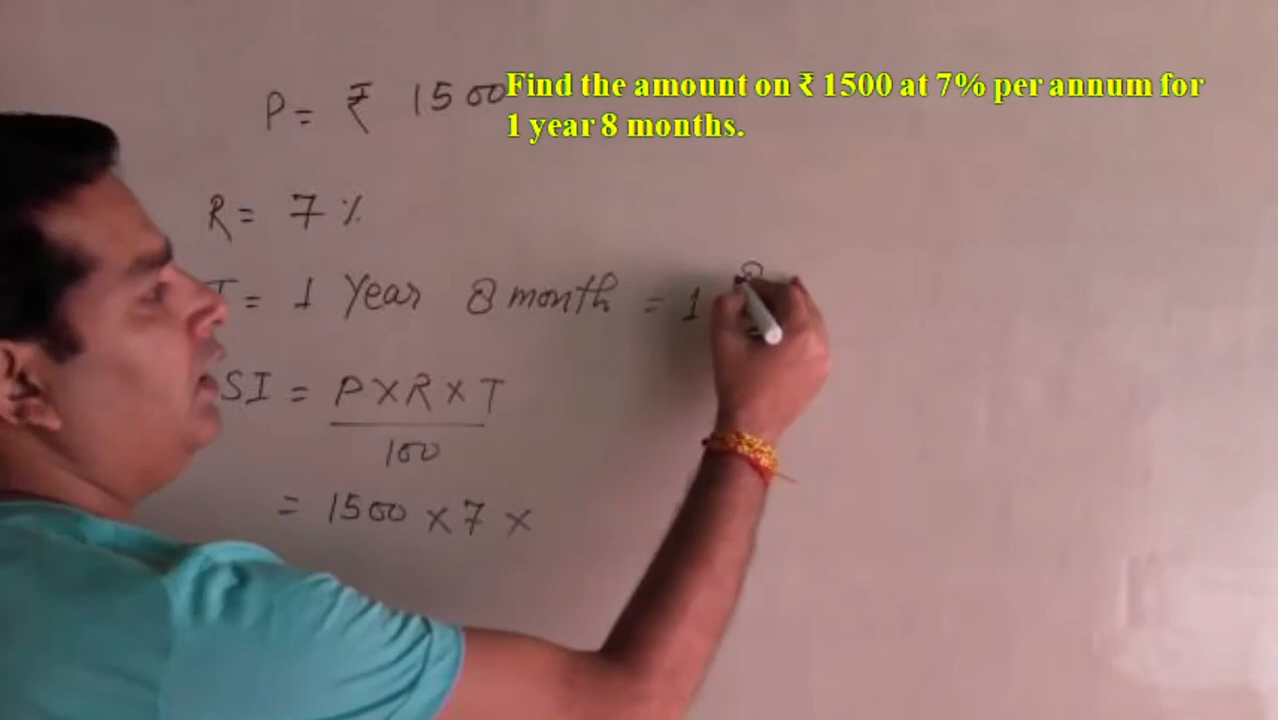 Find the amount on ₹ 1500 at 7% per annum for
1 year 8 months.
P = ₹ 1500
R = 7 %
T = 1 Year 8 month = 1 8
SI = P X R X T
100
= 1500 X 7 X